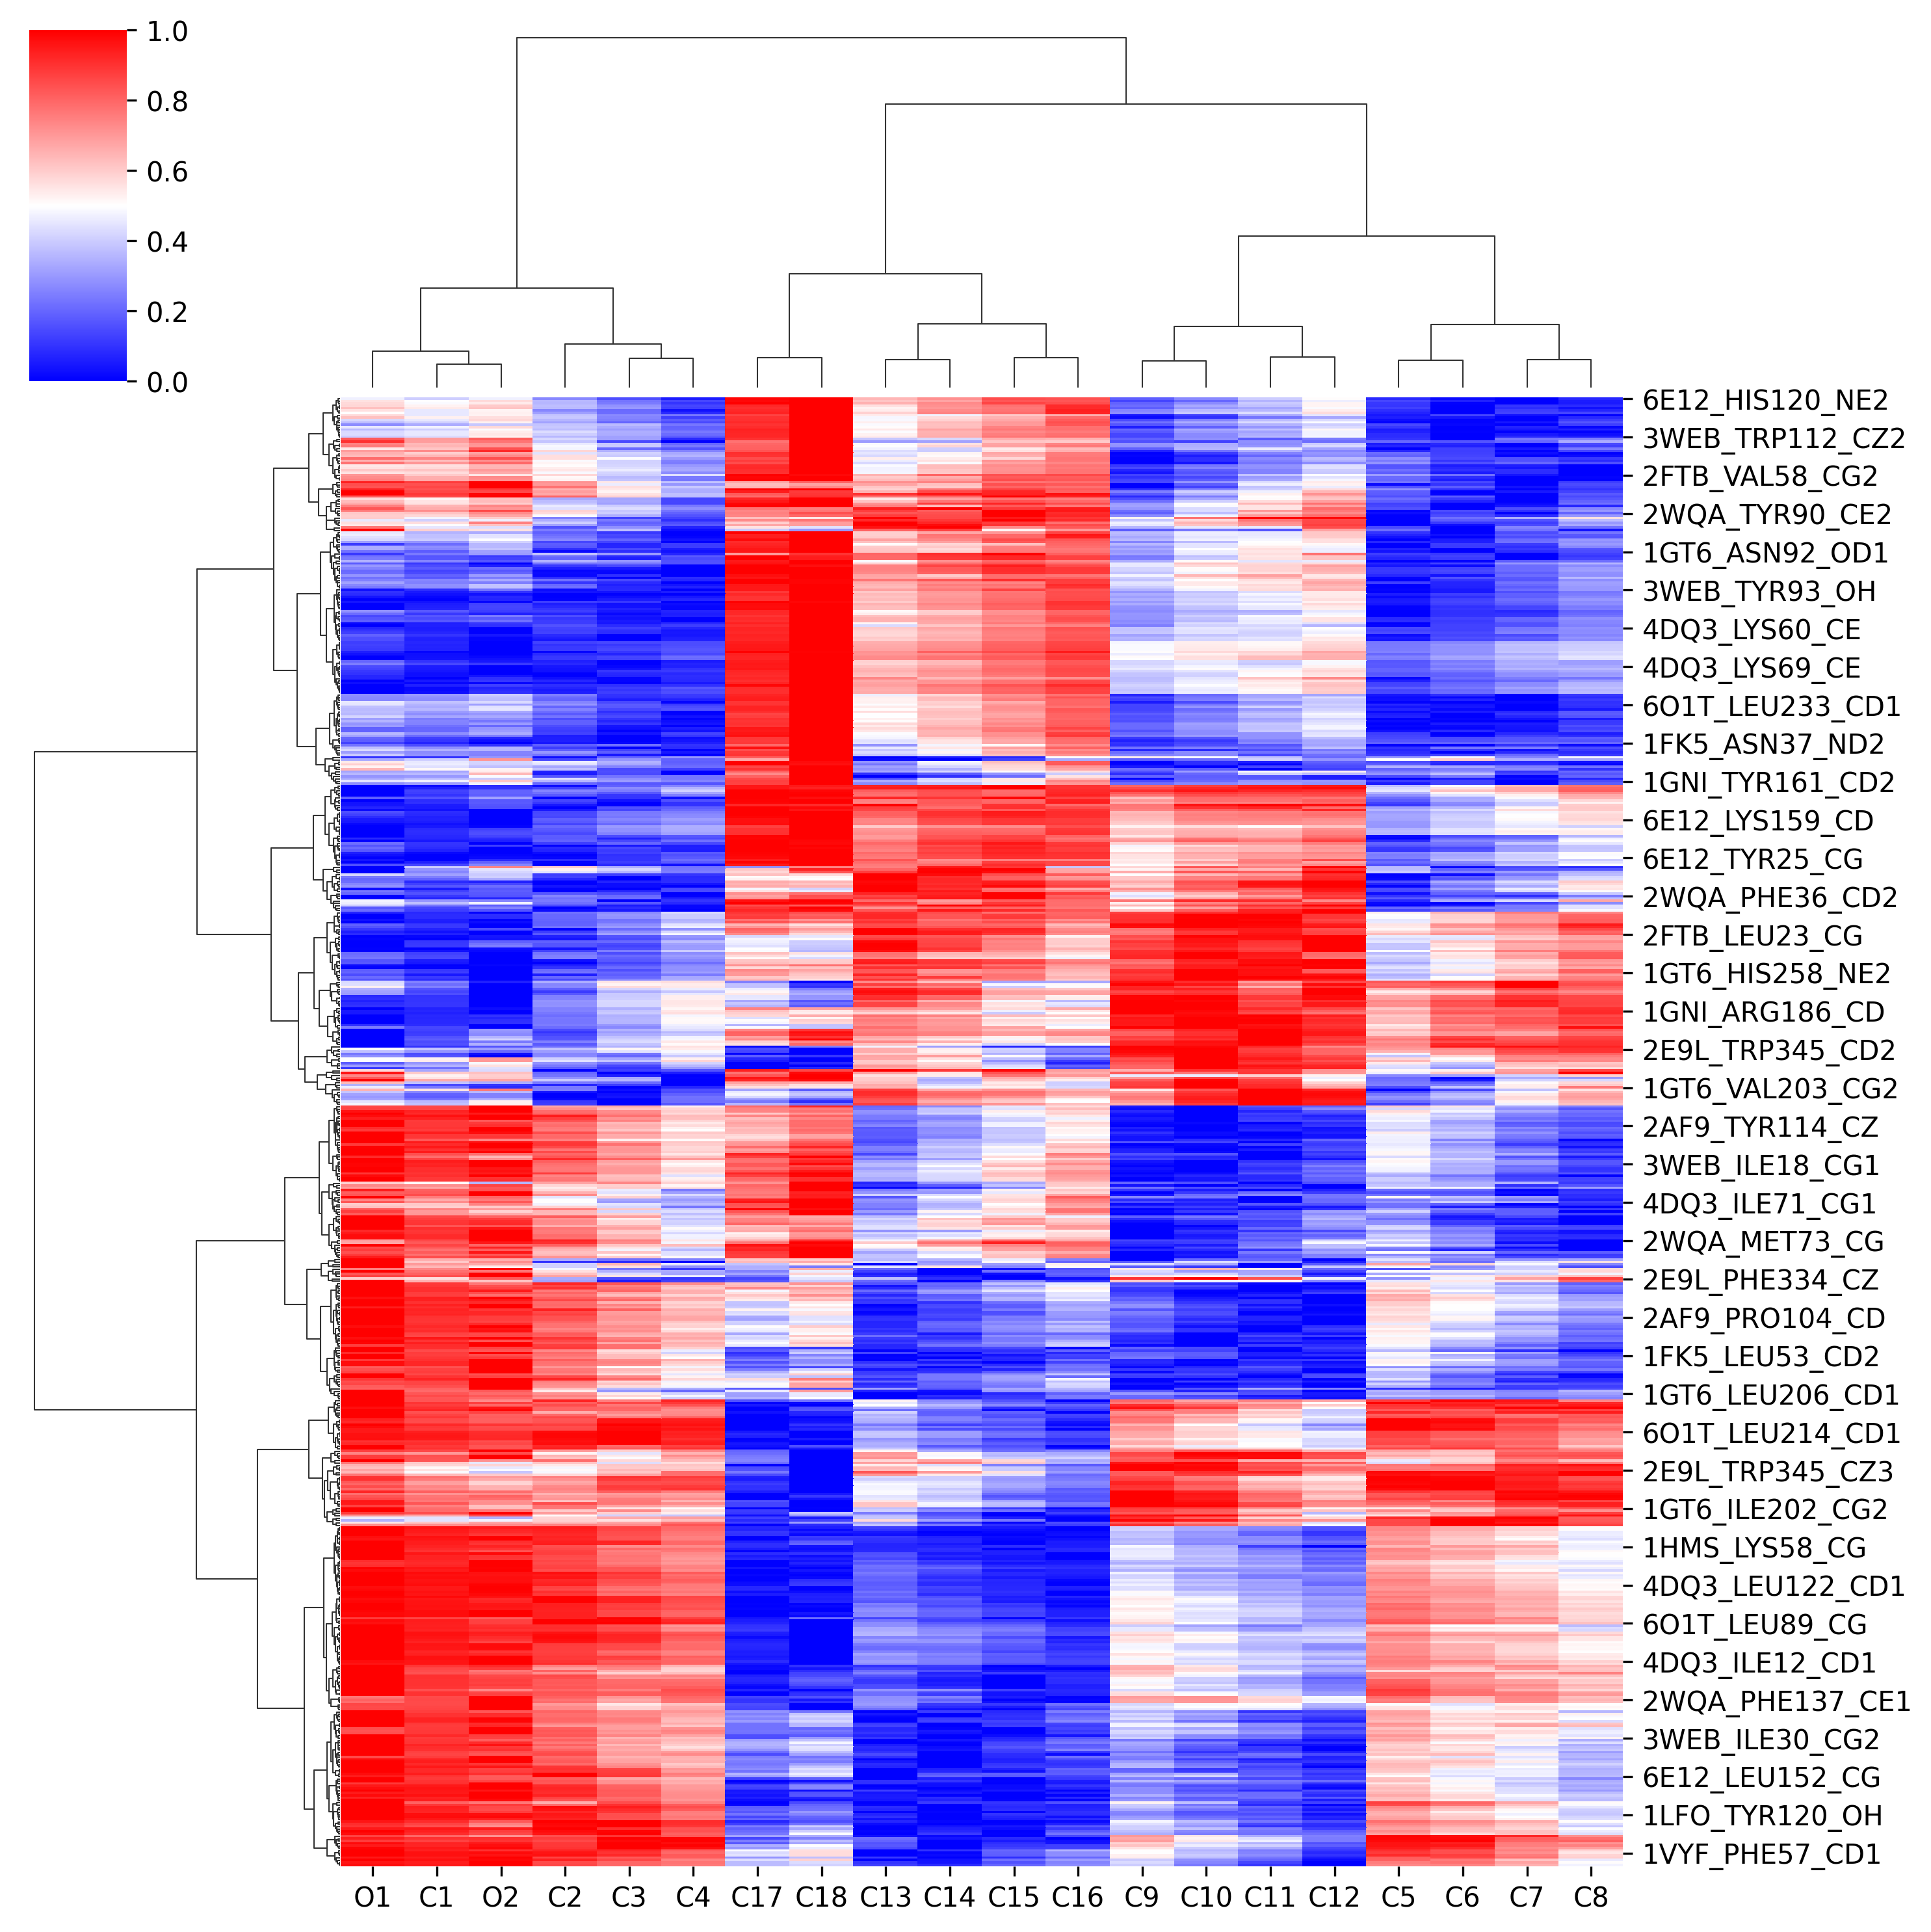 1.0
0.8
0.6
0.4
0.2
0.0
6E12_HIS120_NE2
3WEB_TRP112_CZ2
2FTB_VAL58_CG2
2WQA_TYR90_CE2
1GT6_ASN92_OD1
3WEB_TYR93_OH
4DQ3_LYS60_CE
4DQ3_LYS69_CE
6O1T_LEU233_CD1
1FK5_ASN37_ND2
1GNI_TYR161_CD2
6E12_LYS159_CD
6E12_TYR25_CG
2WQA_PHE36_CD2
2FTB_LEU23_CG
1GT6_HIS258_NE2
1GNI_ARG186_CD
2E9L_TRP345_CD2
1GT6_VAL203_CG2
2AF9_TYR114_CZ
3WEB_ILE18_CG1
4DQ3_ILE71_CG1
2WQA_MET73_CG
2E9L_PHE334_CZ
2AF9_PRO104_CD
1FK5_LEU53_CD2
1GT6_LEU206_CD1
6O1T_LEU214_CD1
2E9L_TRP345_CZ3
1GT6_ILE202_CG2
1HMS_LYS58_CG
4DQ3_LEU122_CD1
6O1T_LEU89_CG
4DQ3_ILE12_CD1
2WQA_PHE137_CE1
3WEB_ILE30_CG2
6E12_LEU152_CG
1LFO_TYR120_OH
1VYF_PHE57_CD1
O1 C1 O2 C2 C3 C4 C17 C18 C13 C14 C15 C16 C9 C10 C11 C12 C5 C6 C7 C8